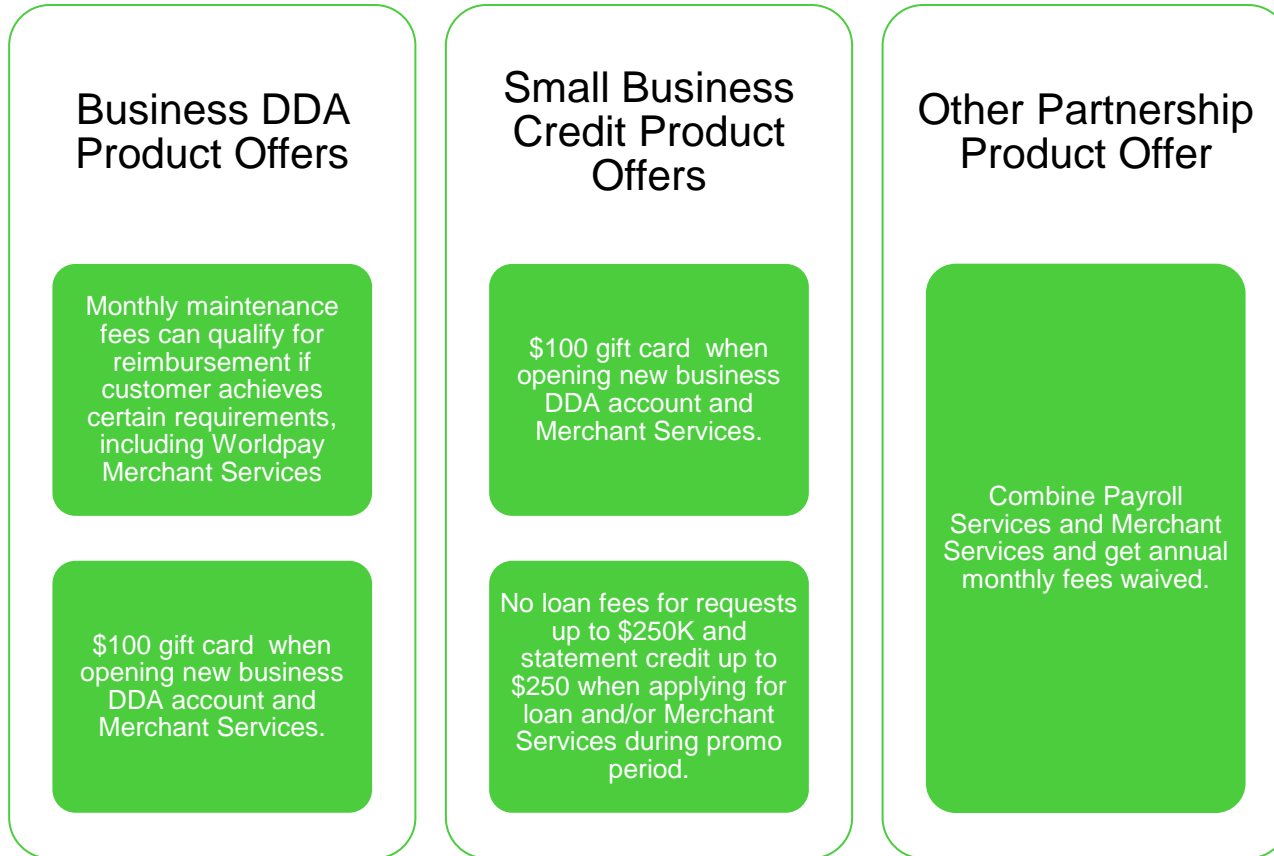 Business DDA
Product Offers
Monthly maintenance
fees can qualify for
reimbursement if
customer achieves
certain requirements,
including Worldpay
Merchant Services
$100 gift card  when
opening new business
DDA account and
Merchant Services.
Small Business
Credit Product
Offers
$100 gift card  when
opening new business
DDA account and
Merchant Services.
No loan fees for requests
up to $250K and
statement credit up to
$250 when applying for
loan and/or Merchant
Services during promo
period.
Other Partnership
Product Offer
Combine Payroll
Services and Merchant
Services and get annual
monthly fees waived.